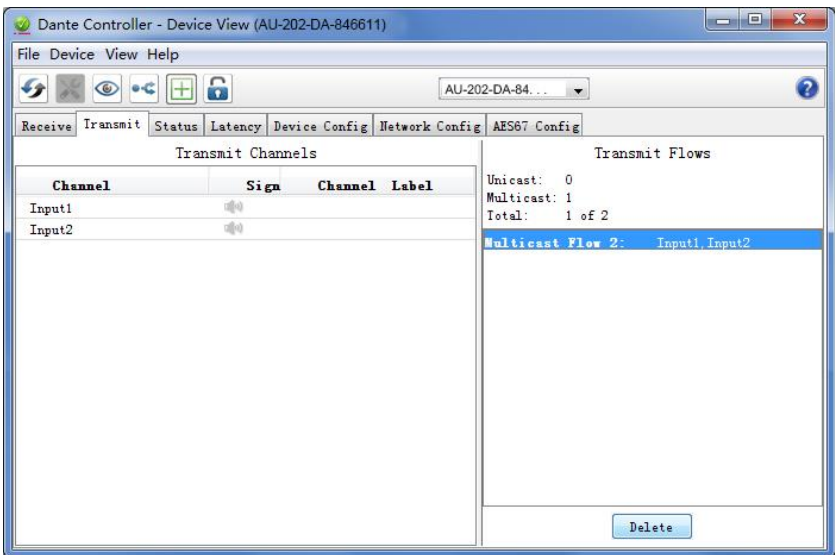 Dante Controller - Device View (AU-202-DA-846611)
File Device View Help
AU-202-DA-84...
Receive Transmit Status Latency Device Config Network Config AES67 Config
Transmit Channels
Channel Sign Channel Label
Input1
Input2
Transmit Flows
Unicast: 0
Multicast: 1
Total: 1 of 2
Multicast Flow 2: Input1,Input2
Delete